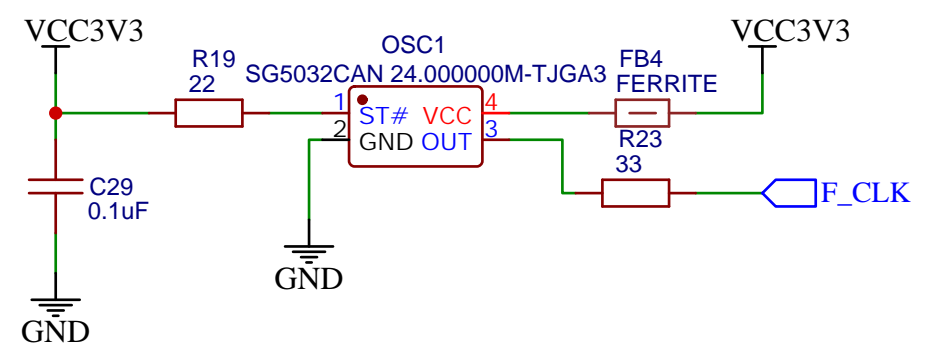 VCC3V3
R19
22
OSC1
SG5032CAN 24.000000M-TJGA3
FB4
FERRITE
VCC3V3
1
ST#
VCC
4
2
GND
OUT
3
R23
33
C29
0.1uF
F_CLK
GND
GND